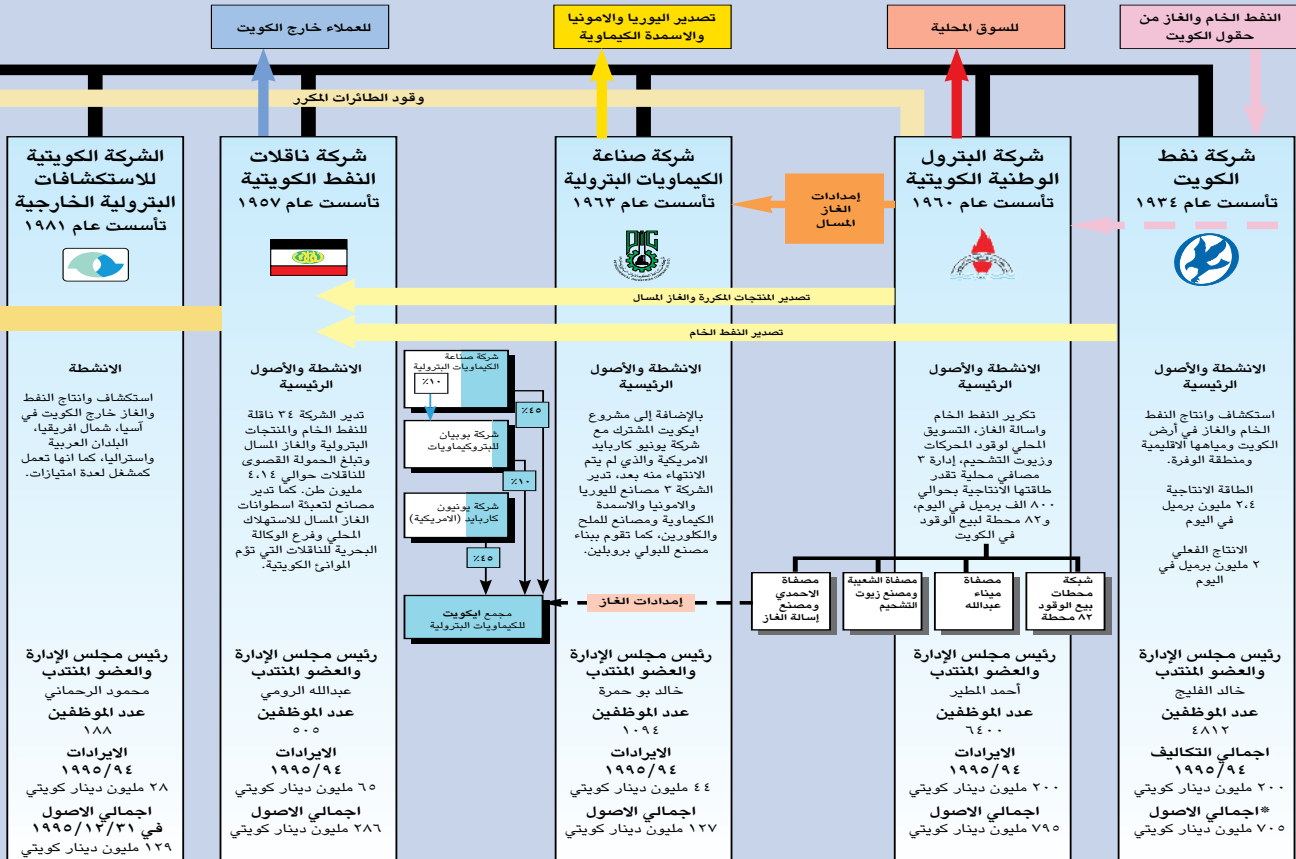 النفط الخام والغاز من
حقول الكويت
للسوق المحلية
تصدير اليوريا والامونيا
والاسمدة الكيماوية
للعملاء خارج الكويت
وقود الطائرات المكرر
شركة نفط
الكويت
تأسست عام ١٩٣٤
الانشطة والأصول
الرئيسية
استكشاف وانتاج النفط
الخام والغاز في أرض
الكويت ومياهها الاقليمية
ومنطقة الوفرة.
الطاقة الانتاجية
٢،٤ مليون برميل
في اليوم
الانتاج الفعلي
٢ مليون برميل في
اليوم
رئيس مجلس الإدارة
والعضو المنتدب
خالد الفليج
عدد الموظفين
٤٨١٢
اجمالي التكاليف
١٩٩٥/٩٤
٢٠٠ مليون دينار كويتي
*اجمالي الاصول
٧٠٥ مليون دينار كويتي
شركة البترول
الوطنية الكويتية
تأسست عام ١٩٦٠
الانشطة والأصول
الرئيسية
تكرير النفط الخام
واسالة الغاز، التسويق
المحلي لوقود المحركات
وزيوت التشحيم، إدارة ٣
مصافي محلية تقدر
طاقتها الانتاجية بحوالي
٨٠٠ الف برميل في اليوم،
و٨٢ محطة لبيع الوقود
في الكويت
شبكة
محطات
بيع الوقود
٨٢ محطة
مصفاة
ميناء
عبدالله
مصفاة الشعيبة
ومصنع زيوت
التشحيم
مصفاة
الاحمدي
ومصنع
إسالة الغاز
رئيس مجلس الإدارة
والعضو المنتدب
أحمد المطير
عدد الموظفين
٦٤٠٠
الايرادات
١٩٩٥/٩٤
٢٠٠ مليون دينار كويتي
اجمالي الاصول
٧٩٥ مليون دينار كويتي
إمدادات
الغاز
المسال
تصدير المنتجات المكررة والغاز المسال
تصدير النفط الخام
إمدادات الغاز
شركة صناعة
الكيماويات البترولية
تأسست عام ١٩٦٣
PIC
الانشطة والأصول
الرئيسية
بالإضافة إلى مشروع
ايكويت المشترك مع
شركة يونيو كاربايد
الامريكية والذي لم يتم
الانتهاء منه بعد، تدير
الشركة ٣ مصانع لليوريا
والامونيا والاسمدة
الكيماوية ومصانع للملح
والكلورين، كما تقوم ببناء
مصنع للبولي بروبلين.
رئيس مجلس الإدارة
والعضو المنتدب
خالد بو حمرة
عدد الموظفين
١٠٩٤
الايرادات
١٩٩٥/٩٤
٤٤ مليون دينار كويتي
اجمالي الاصول
١٢٧ مليون دينار كويتي
شركة صناعة
الكيماويات البترولية
٪١٠
٪٤٥
شركة بوبيان
للبتروكيماويات
٪١٠
شركة يونيون
كاربايد (الامريكية)
٪٤٥
مجمع ايكويت
للكيماويات البترولية
شركة ناقلات
النفط الكويتية
تأسست عام ١٩٥٧
الانشطة والأصول
الرئيسية
تدير الشركة ٣٤ ناقلة
للنفط الخام والمنتجات
البترولية والغاز المسال
وتبلغ الحمولة القصوى
للناقلات حوالي ٤،١٤
مليون طن. كما تدير
مصانع لتعبئة اسطوانات
الغاز المسال للاستهلاك
المحلي وفرع الوكالة
البحرية للناقلات التي تؤم
الموانئ الكويتية.
رئيس مجلس الإدارة
والعضو المنتدب
عبدالله الرومي
عدد الموظفين
٥٠٥
الايرادات
١٩٩٥/٩٤
٦٥ مليون دينار كويتي
اجمالي الاصول
٢٨٦ مليون دينار كويتي
الشركة الكويتية
للاستكشافات
البترولية الخارجية
تأسست عام ١٩٨١
الانشطة
استكشاف وانتاج النفط
والغاز خارج الكويت في
آسيا، شمال افريقيا،
البلدان العربية
واستراليا، كما انها تعمل
كمشغل لعدة امتيازات.
رئيس مجلس الإدارة
والعضو المنتدب
محمود الرحماني
عدد الموظفين
١٨٨
الايرادات
١٩٩٥/٩٤
٢٨ مليون دينار كويتي
اجمالي الاصول
في ١٩٩٥/١٢/٣١
١٢٩ مليون دينار كويتي